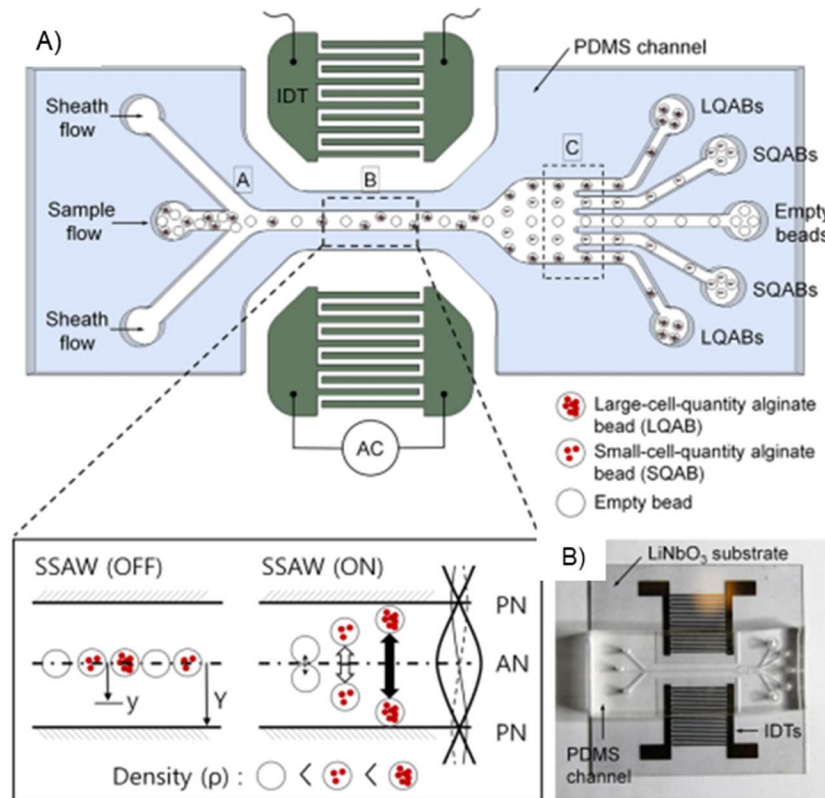 A)
IDT
PDMS channel
Sheath
flow
A
B
C
LQABs
SQABs
Sample
flow
Empty
beads
Sheath
flow
SQABs
LQABs
AC
Large-cell-quantity alginate
bead (LQAB)
Small-cell-quantity alginate
bead (SQAB)
Empty bead
SSAW (OFF)
SSAW (ON)
PN
AN
PN
y
Y
Density (ρ) : < <
B)
LiNbO3 substrate
IDTs
PDMS
channel